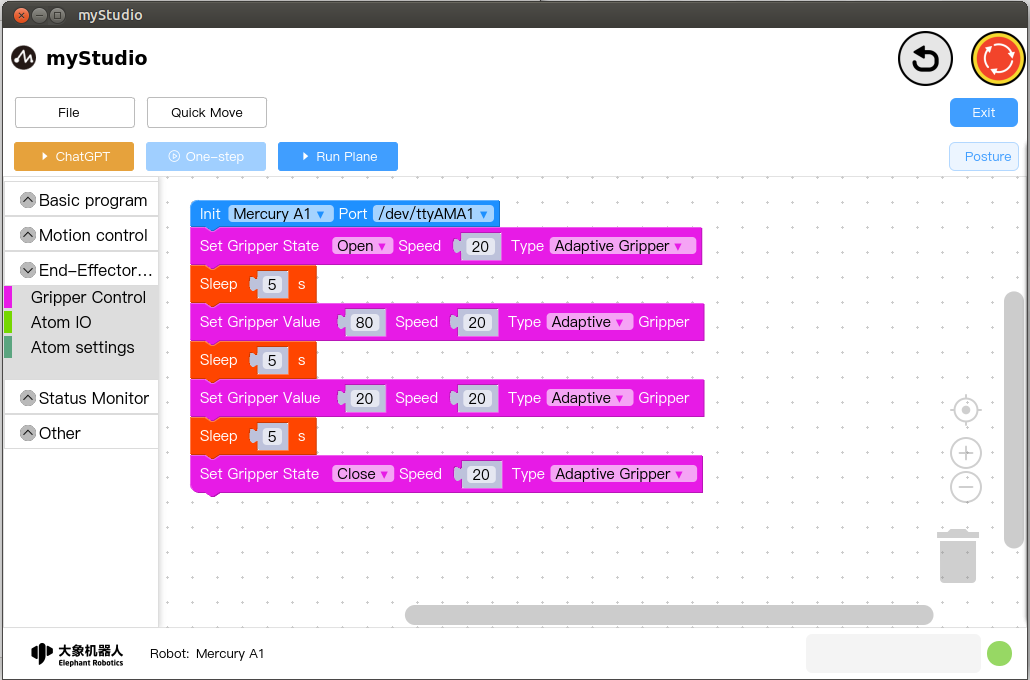 myStudio
myStudio
File
Quick Move
Exit
ChatGPT
One-step
Run Plane
Posture
Basic program
Motion control
End-Effector...
Gripper Control
Atom IO
Atom settings
Status Monitor
Other
Init Mercury A1 Port /dev/ttyAMA1
Set Gripper State Open Speed 20 Type Adaptive Gripper
Sleep 5 s
Set Gripper Value 80 Speed 20 Type Adaptive Gripper
Sleep 5 s
Set Gripper Value 20 Speed 20 Type Adaptive Gripper
Sleep 5 s
Set Gripper State Close Speed 20 Type Adaptive Gripper
大象机器人
Elephant Robotics
Robot: Mercury A1